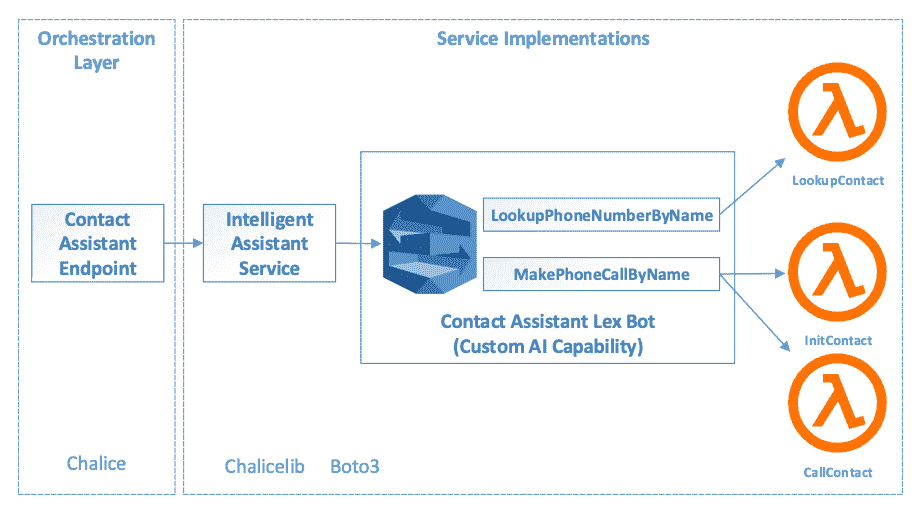 Orchestration
Layer
Service Implementations
LookupContact
Contact
Assistant
Endpoint
Intelligent
Assistant
Service
LookupPhoneNumberByName
MakePhoneCallByName
Contact Assistant Lex Bot
(Custom AI Capability)
InitContact
CallContact
Chalice
Chalicelib
Boto3